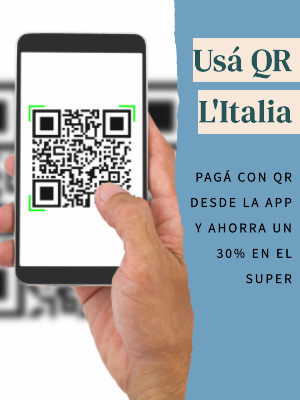 Usá QR
L'Italia
PAGÁ CON QR
DESDE LA APP
Y AHORRA UN
30% EN EL
SUPER